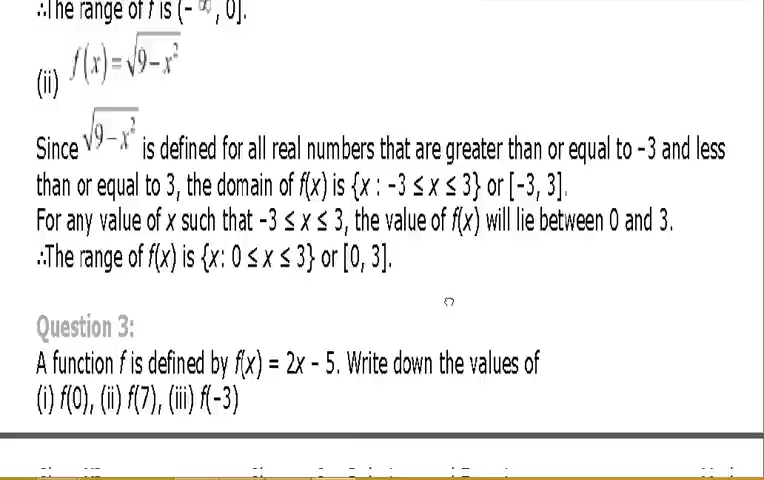 ∴The range of f is (–∞, 0].
(ii) f(x) = √9 – x²
Since √9 – x² is defined for all real numbers that are greater than or equal to –3 and less
than or equal to 3, the domain of f(x) is {x : –3 ≤ x ≤ 3} or [–3, 3].
For any value of x such that –3 ≤ x ≤ 3, the value of f(x) will lie between 0 and 3.
∴The range of f(x) is {x: 0 ≤ x ≤ 3} or [0, 3].
Question 3:
A function f is defined by f(x) = 2x – 5. Write down the values of
(i) f(0), (ii) f(7), (iii) f(–3)